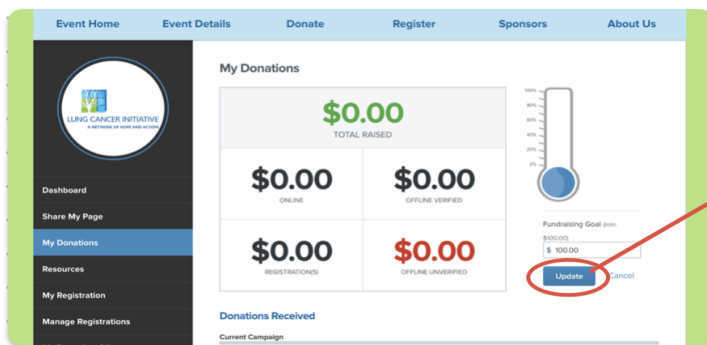 Event Home Event Details Donate Register Sponsors About Us
LUNG CANCER INITIATIVE
A NETWORK OF HOPE AND ACTION
Dashboard
Share My Page
My Donations
Resources
My Registration
Manage Registrations
My Donations
$0.00
TOTAL RAISED
$0.00
ONLINE
$0.00
OFFLINE VERIFIED
$0.00
REGISTRATION(S)
$0.00
OFFLINE UNVERIFIED
100%
80%
60%
40%
20%
0%
Fundraising Goal (min.
$100.00)
$ 100.00
Update Cancel
Donations Received
Current Campaign